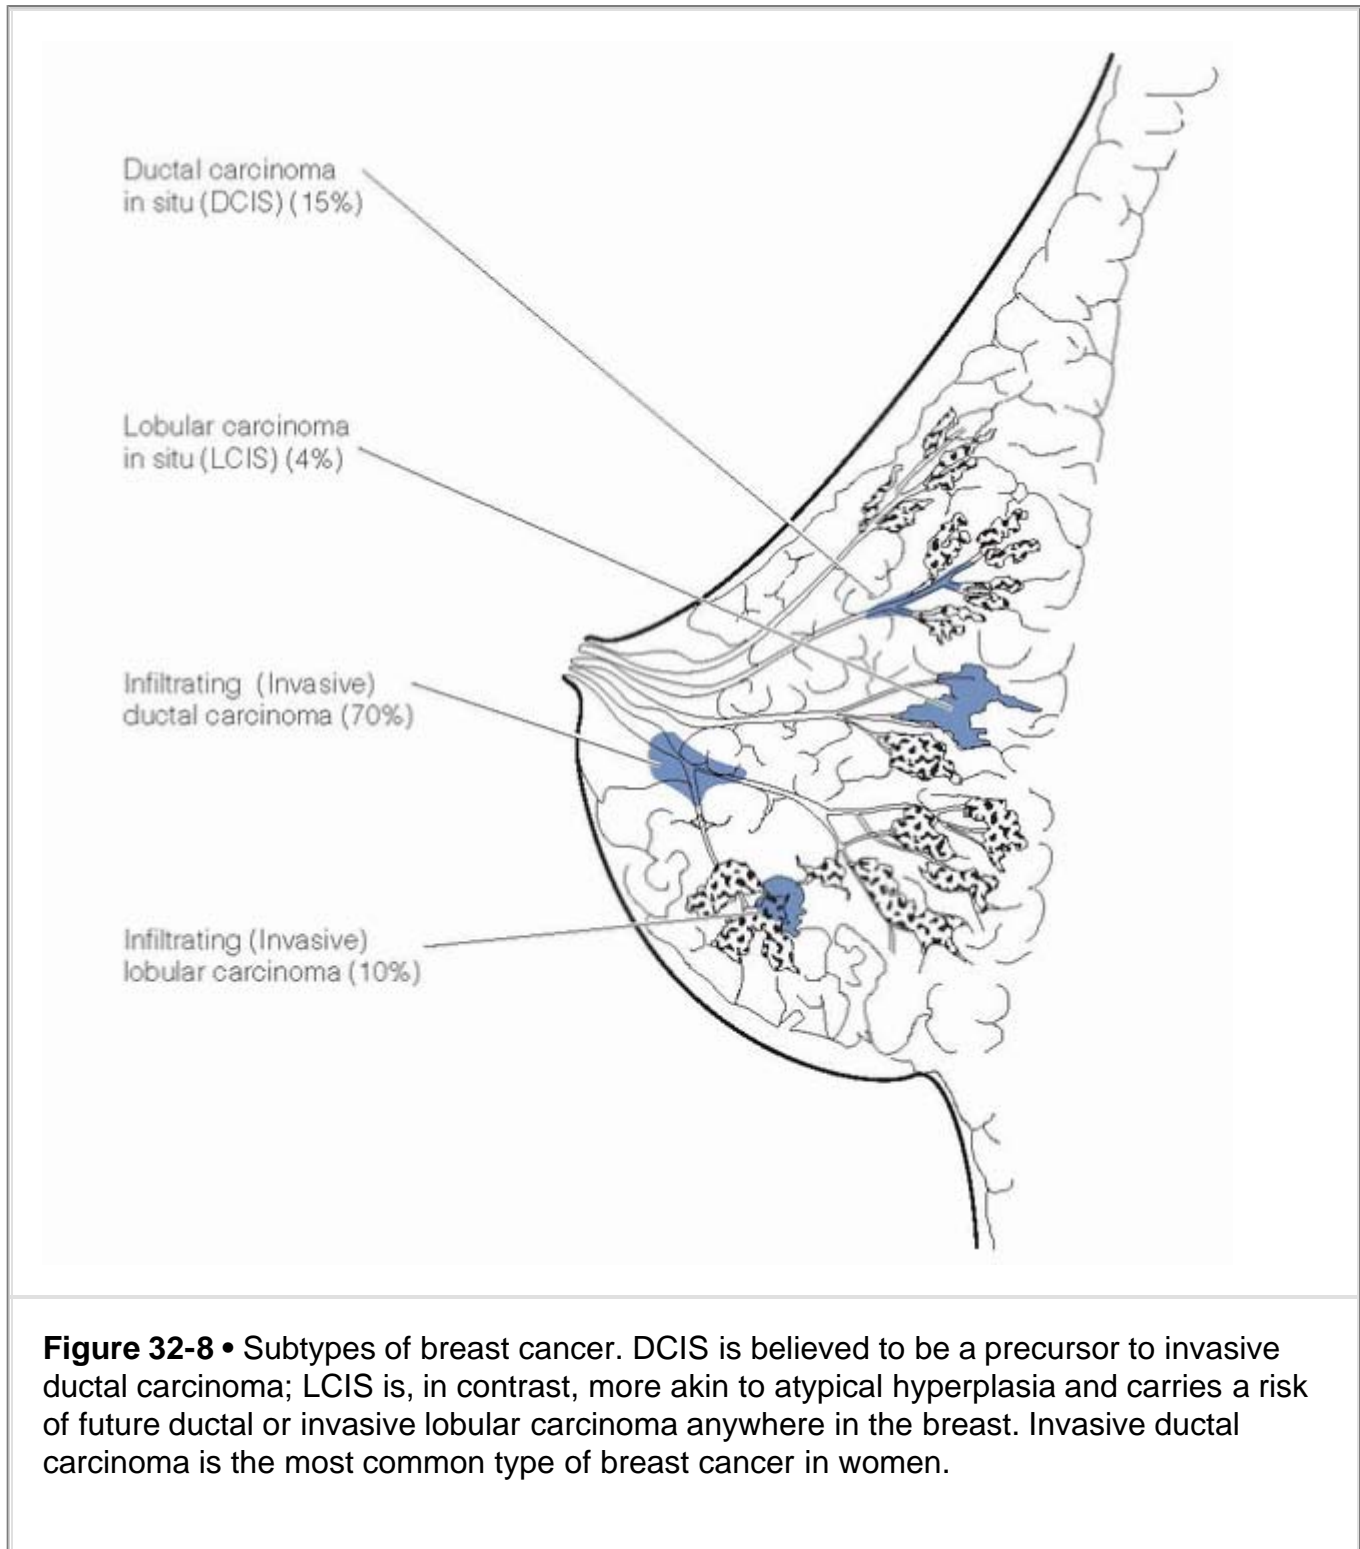 Ductal carcinoma
in situ (DCIS) (15%)
Lobular carcinoma
in situ (LCIS) (4%)
Infiltrating (Invasive)
ductal carcinoma (70%)
Infiltrating (Invasive)
lobular carcinoma (10%)
Figure 32-8 • Subtypes of breast cancer. DCIS is believed to be a precursor to invasive
ductal carcinoma; LCIS is, in contrast, more akin to atypical hyperplasia and carries a risk
of future ductal or invasive lobular carcinoma anywhere in the breast. Invasive ductal
carcinoma is the most common type of breast cancer in women.